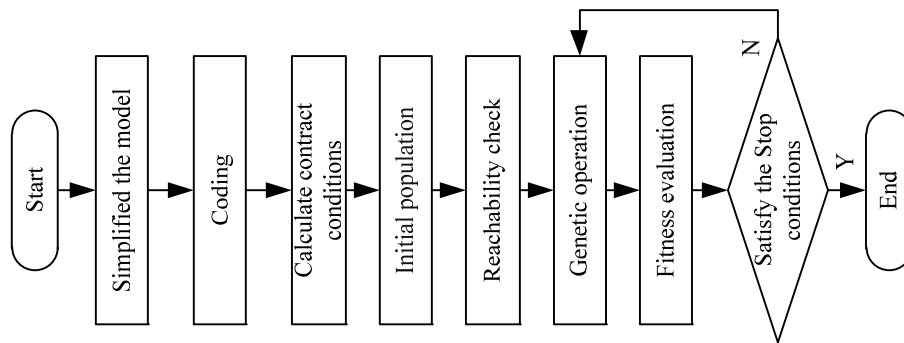 Start
Simplified the model
Coding
Calculate contract
conditions
Initial population
Reachability check
Genetic operation
Fitness evaluation
Satisfy the Stop
conditions
N
Y
End